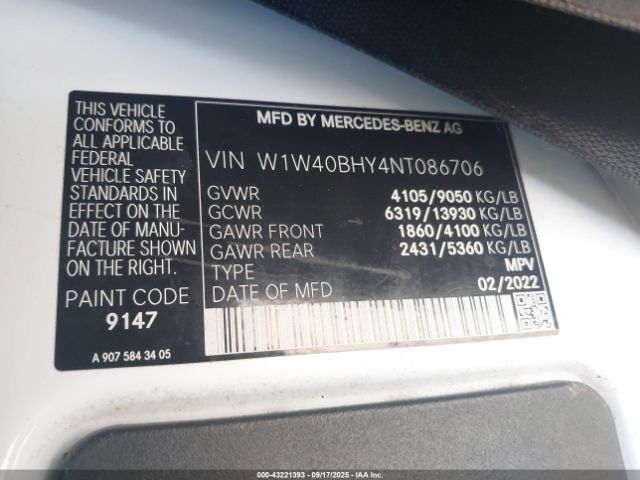 THIS VEHICLE
CONFORMS TO
ALL APPLICABLE
FEDERAL
VEHICLE SAFETY
STANDARDS IN
EFFECT ON THE
DATE OF MANU-
FACTURE SHOWN
ON THE RIGHT.
PAINT CODE
9147
A 907 584 34 05
MFD BY MERCEDES-BENZ AG
VIN W1W40BHY4NT086706
GVWR 4105/9050 KG/LB
GCWR 6319/13930 KG/LB
GAWR FRONT 1860/4100 KG/LB
GAWR REAR 2431/5360 KG/LB
TYPE MPV
DATE OF MFD 02/2022
000-43221393 - 09/17/2025 - IAAI.COM